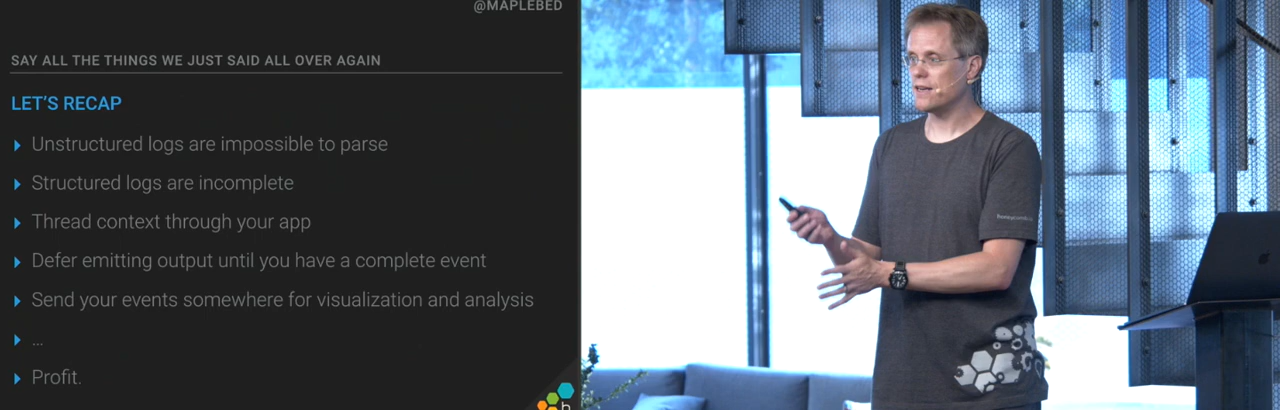 @MAPLEBED
SAY ALL THE THINGS WE JUST SAID ALL OVER AGAIN
LET'S RECAP
Unstructured logs are impossible to parse
Structured logs are incomplete
Thread context through your app
Defer emitting output until you have a complete event
Send your events somewhere for visualization and analysis
…
Profit.
h